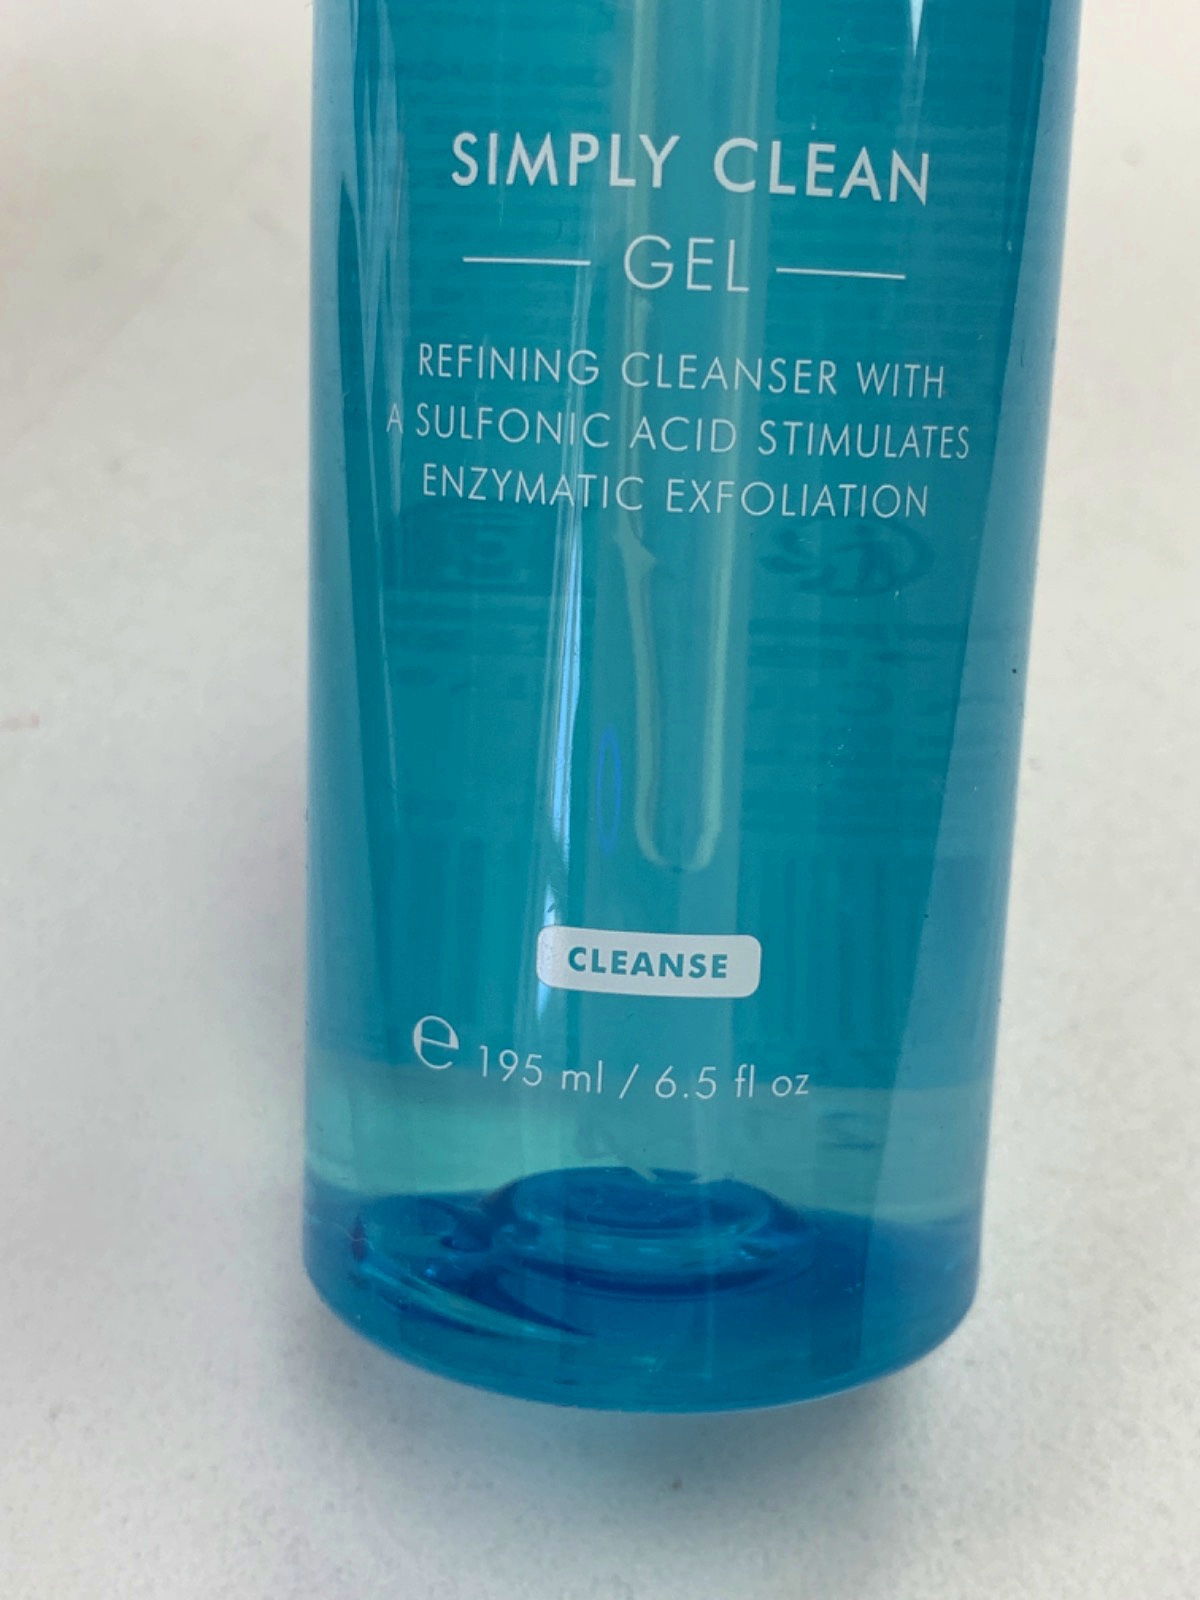 SIMPLY CLEAN
GEL
REFINING CLEANSER WITH
A SULFONIC ACID STIMULATES
ENZYMATIC EXFOLIATION
CLEANSE
℮ 195 ml / 6.5 fl oz